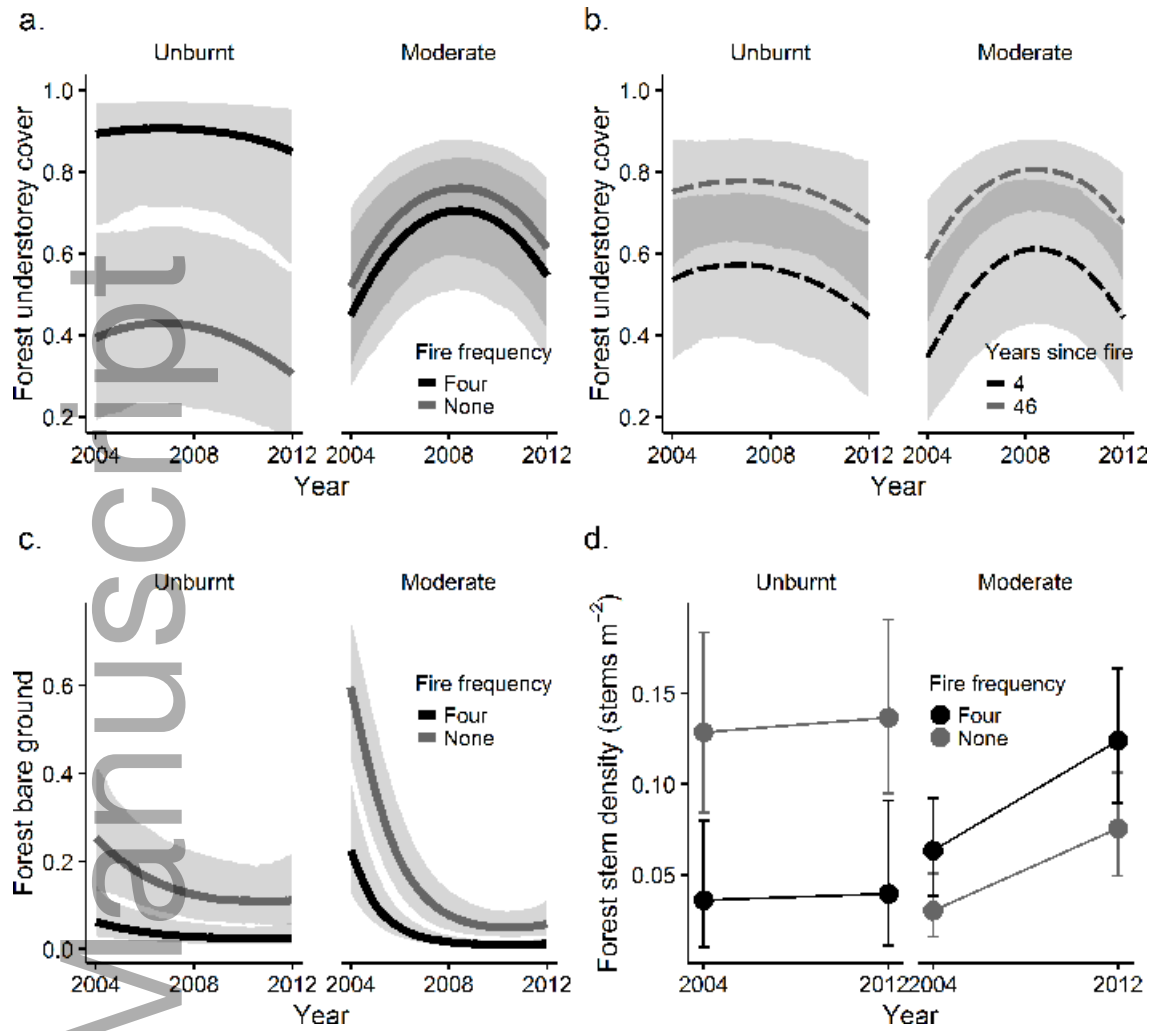 a.
Unburnt
Moderate
Forest understorey cover
1.0
0.8
0.6
0.4
0.2
Fire frequency
Four
None
2004
2008
2012
2004
2008
2012
Year
b.
Unburnt
Moderate
Forest understorey cover
1.0
0.8
0.6
0.4
0.2
Years since fire
4
46
2004
2008
2012
2004
2008
2012
Year
c.
Unburnt
Moderate
Forest bare ground
0.6
0.4
0.2
0.0
Fire frequency
Four
None
2004
2008
2012
2004
2008
2012
Year
d.
Unburnt
Moderate
Forest stem density (stems m⁻²)
0.15
0.10
0.05
Fire frequency
Four
None
2004
2012
2004
2012
Year
Manuscript